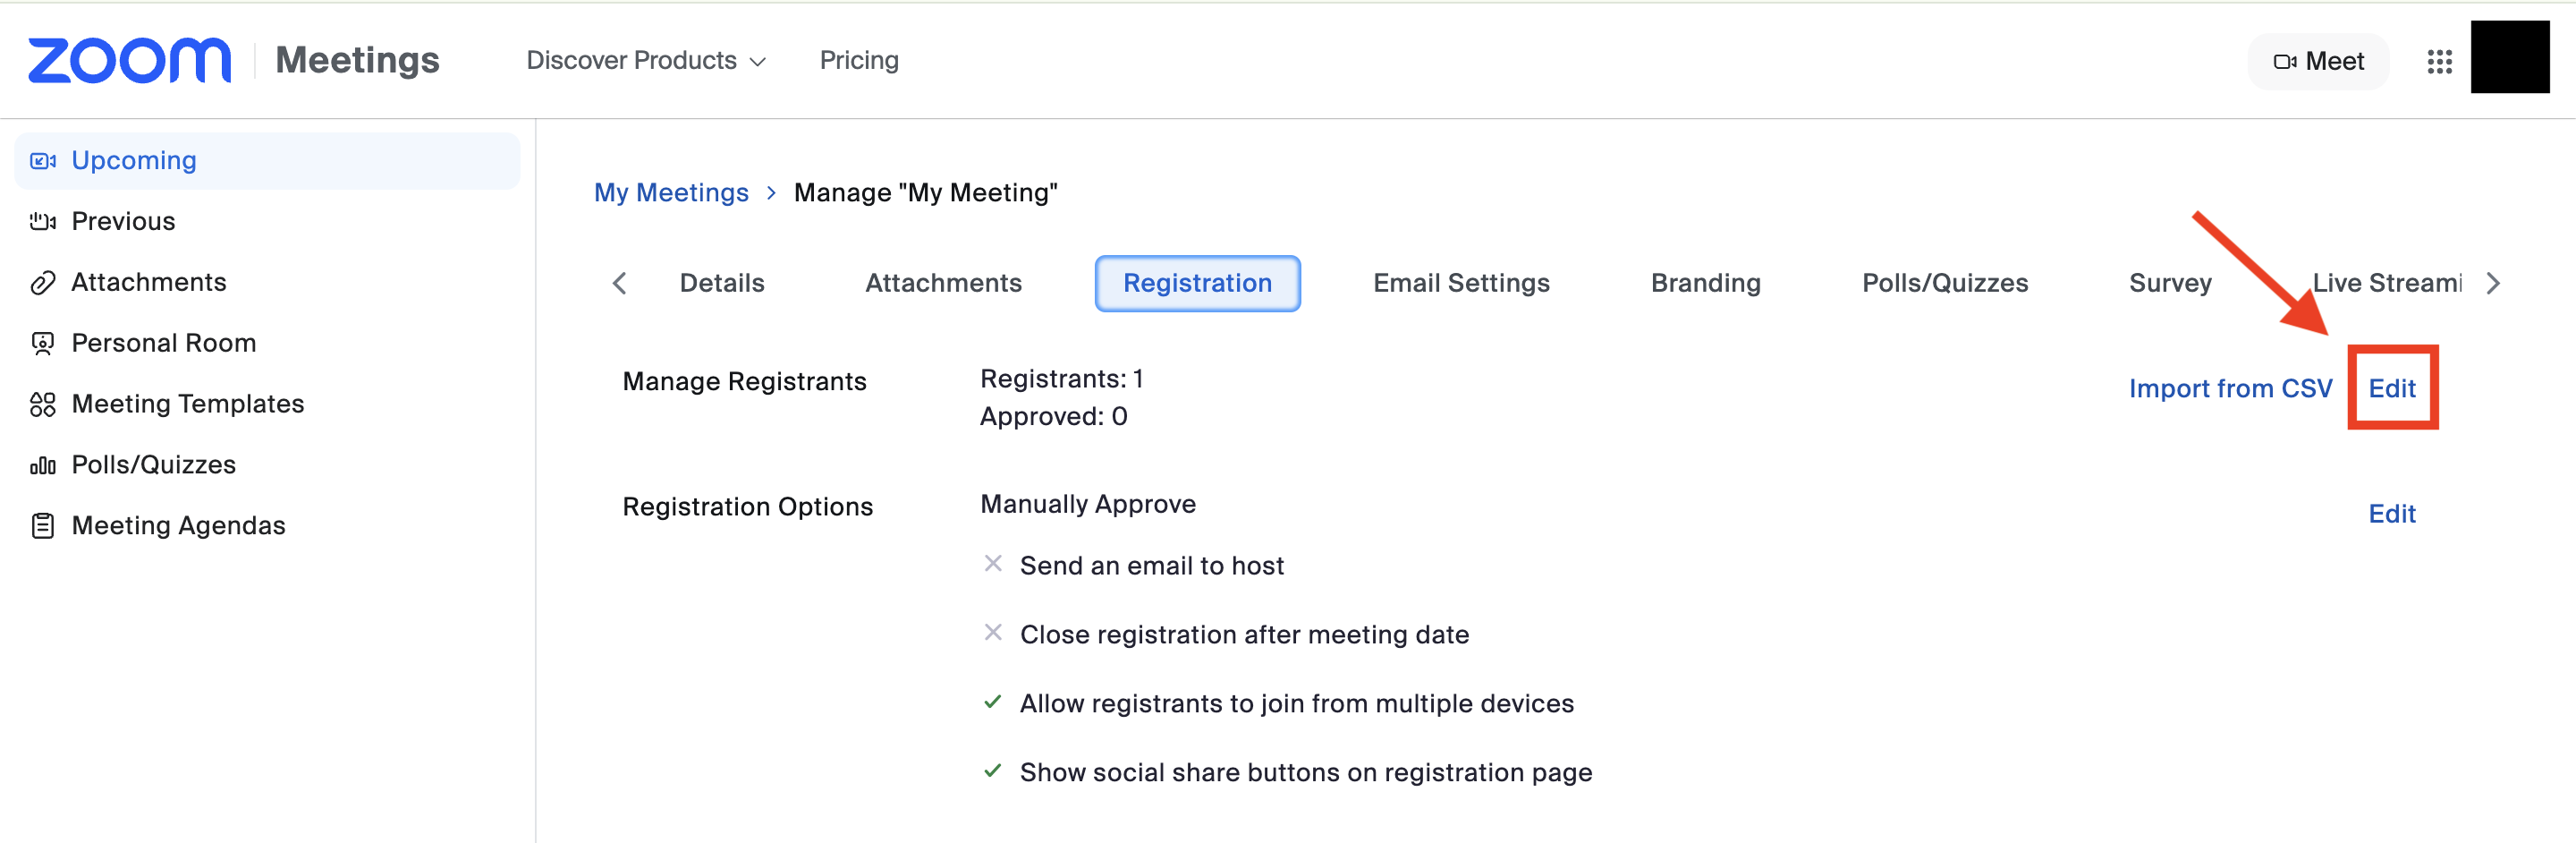 zoom Meetings Discover Products Pricing Meet
Upcoming
Previous
Attachments
Personal Room
Meeting Templates
Polls/Quizzes
Meeting Agendas
My Meetings > Manage "My Meeting"
Details Attachments Registration Email Settings Branding Polls/Quizzes Survey Live Streami
Manage Registrants Registrants: 1 Import from CSV Edit
Approved: 0
Registration Options Manually Approve Edit
Send an email to host
Close registration after meeting date
Allow registrants to join from multiple devices
Show social share buttons on registration page